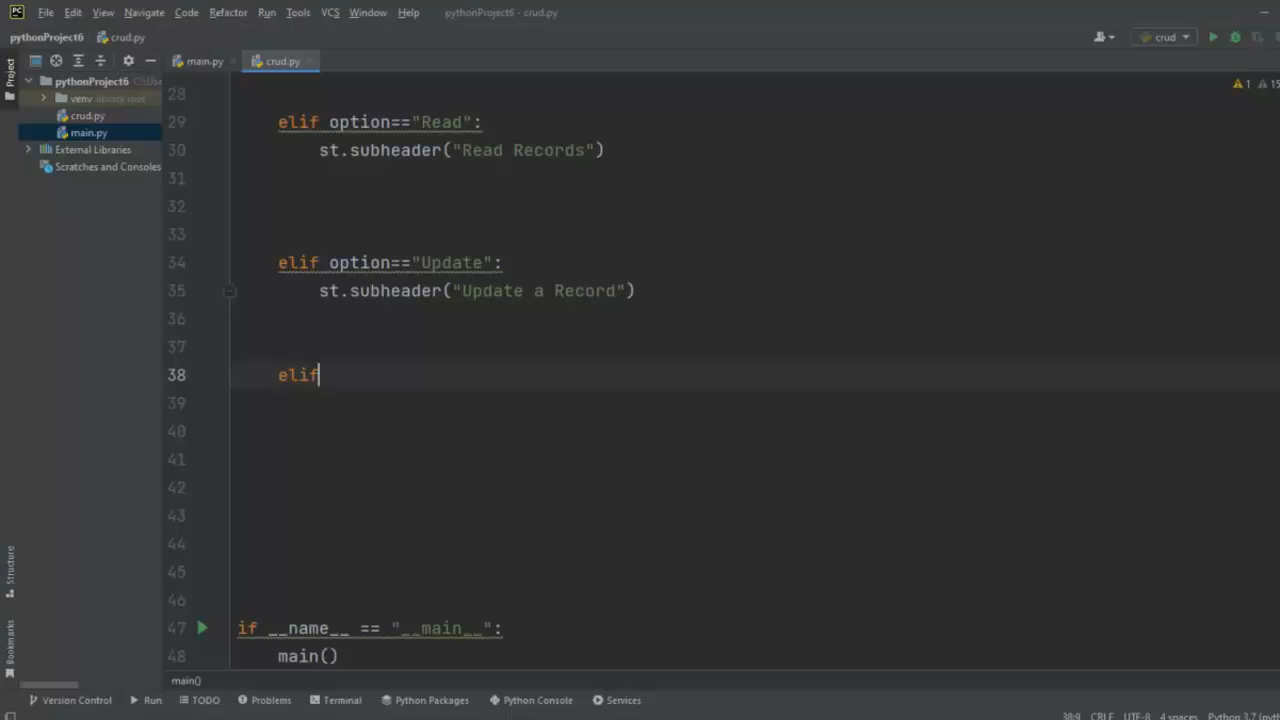 PC File Edit View Navigate Code Refactor Run Tools VCS Window Help pythonProject6 - crud.py
pythonProject6 crud.py crud
Project main.py crud.py
pythonProject6 C:\Use
venv library root
crud.py
main.py
External Libraries
Scratches and Consoles
1 15
28
29 elif option=="Read":
30 st.subheader("Read Records")
31
32
33
34 elif option=="Update":
35 st.subheader("Update a Record")
36
37
38 elif
39
40
41
42
43
44
45
46
47 if __name__ == "__main__":
48 main()
Structure
Bookmarks
main()
Version Control Run TODO Problems Terminal Python Packages Python Console Services
38:9 CRLF UTF-8 4 spaces Python 3.7 (pyth